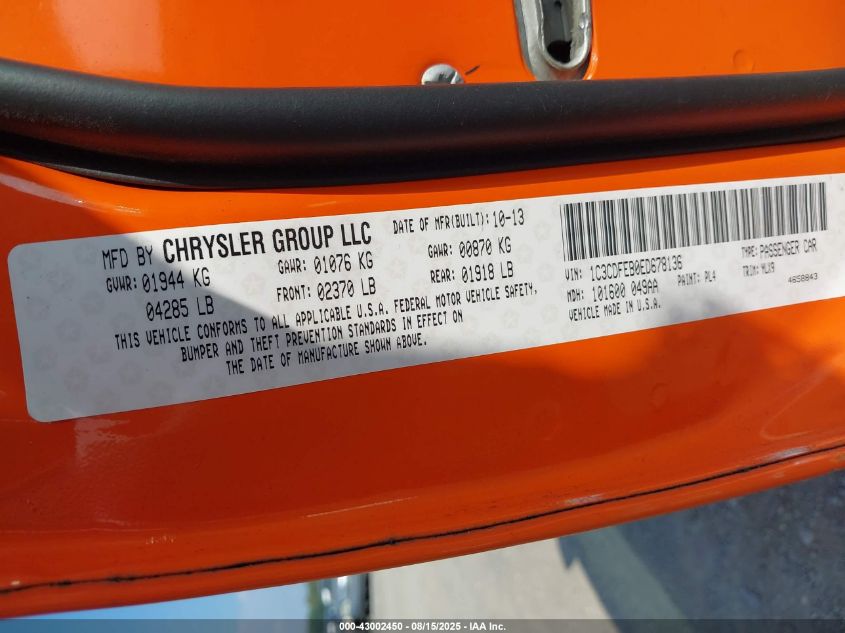 MFD BY CHRYSLER GROUP LLC DATE OF MFR(BUILT): 10-13
GVWR: 01944 KG GAWR: 01076 KG GAWR: 00870 KG
04285 LB FRONT: 02370 LB REAR: 01918 LB
THIS VEHICLE CONFORMS TO ALL APPLICABLE U.S.A. FEDERAL MOTOR VEHICLE SAFETY,
BUMPER AND THEFT PREVENTION STANDARDS IN EFFECT ON
THE DATE OF MANUFACTURE SHOWN ABOVE.
VIN: 1C3CDFEB0ED678136 TYPE: PASSENGER CAR
MDH: 101600 049AA PAINT: PL4 TRIM: YLX9
VEHICLE MADE IN U.S.A. 4658843
000-43002450 - 08/15/2025 - IAA Inc.